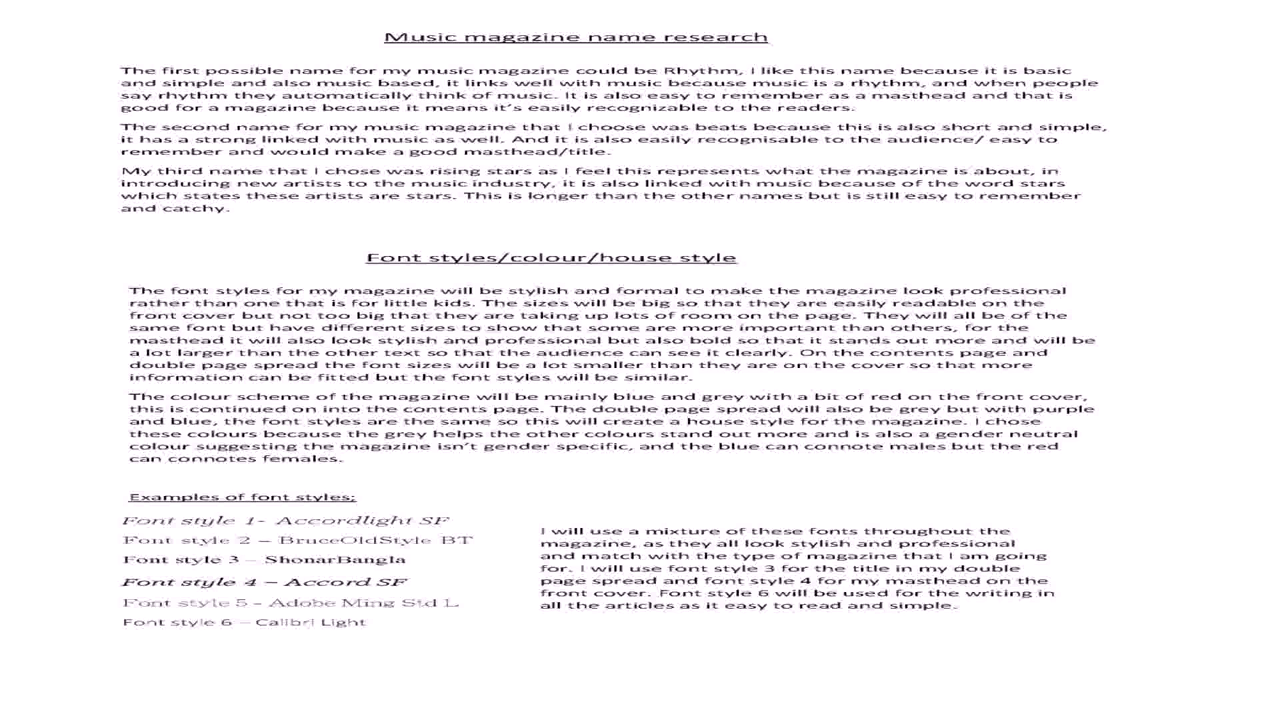 Music magazine name research
The first possible name for my music magazine could be Rhythm, I like this name because it is basic
and simple and also music based, it links well with music because music is a rhythm, and when people
say rhythm they automatically think of music. It is also easy to remember as a masthead and that is
good for a magazine because it means it's easily recognizable to the readers.
The second name for my music magazine that I choose was beats because this is also short and simple,
it has a strong linked with music as well. And it is also easily recognisable to the audience/ easy to
remember and would make a good masthead/title.
My third name that I chose was rising stars as I feel this represents what the magazine is about, in
introducing new artists to the music industry, it is also linked with music because of the word stars
which states these artists are stars. This is longer than the other names but is still easy to remember
and catchy.
Font styles/colour/house style
The font styles for my magazine will be stylish and formal to make the magazine look professional
rather than one that is for little kids. The sizes will be big so that they are easily readable on the
front cover but not too big that they are taking up lots of room on the page. They will all be of the
same font but have different sizes to show that some are more important than others, for the
masthead it will also look stylish and professional but also bold so that it stands out more and will be
a lot larger than the other text so that the audience can see it clearly. On the contents page and
double page spread the font sizes will be a lot smaller than they are on the cover so that more
information can be fitted but the font styles will be similar.
The colour scheme of the magazine will be mainly blue and grey with a bit of red on the front cover,
this is continued on into the contents page. The double page spread will also be grey but with purple
and blue, the font styles are the same so this will create a house style for the magazine. I chose
these colours because the grey helps the other colours stand out more and is also a gender neutral
colour suggesting the magazine isn't gender specific, and the blue can connote males but the red
can connotes females.
Examples of font styles;
Font style 1- Accordlight SF
Font style 2 – BruceOldStyle BT
Font style 3 – ShonarBangla
Font style 4 – Accord SF
Font style 5 - Adobe Ming Std L
Font style 6 – Calibri Light
I will use a mixture of these fonts throughout the
magazine, as they all look stylish and professional
and match with the type of magazine that I am going
for. I will use font style 3 for the title in my double
page spread and font style 4 for my masthead on the
front cover. Font style 6 will be used for the writing in
all the articles as it easy to read and simple.